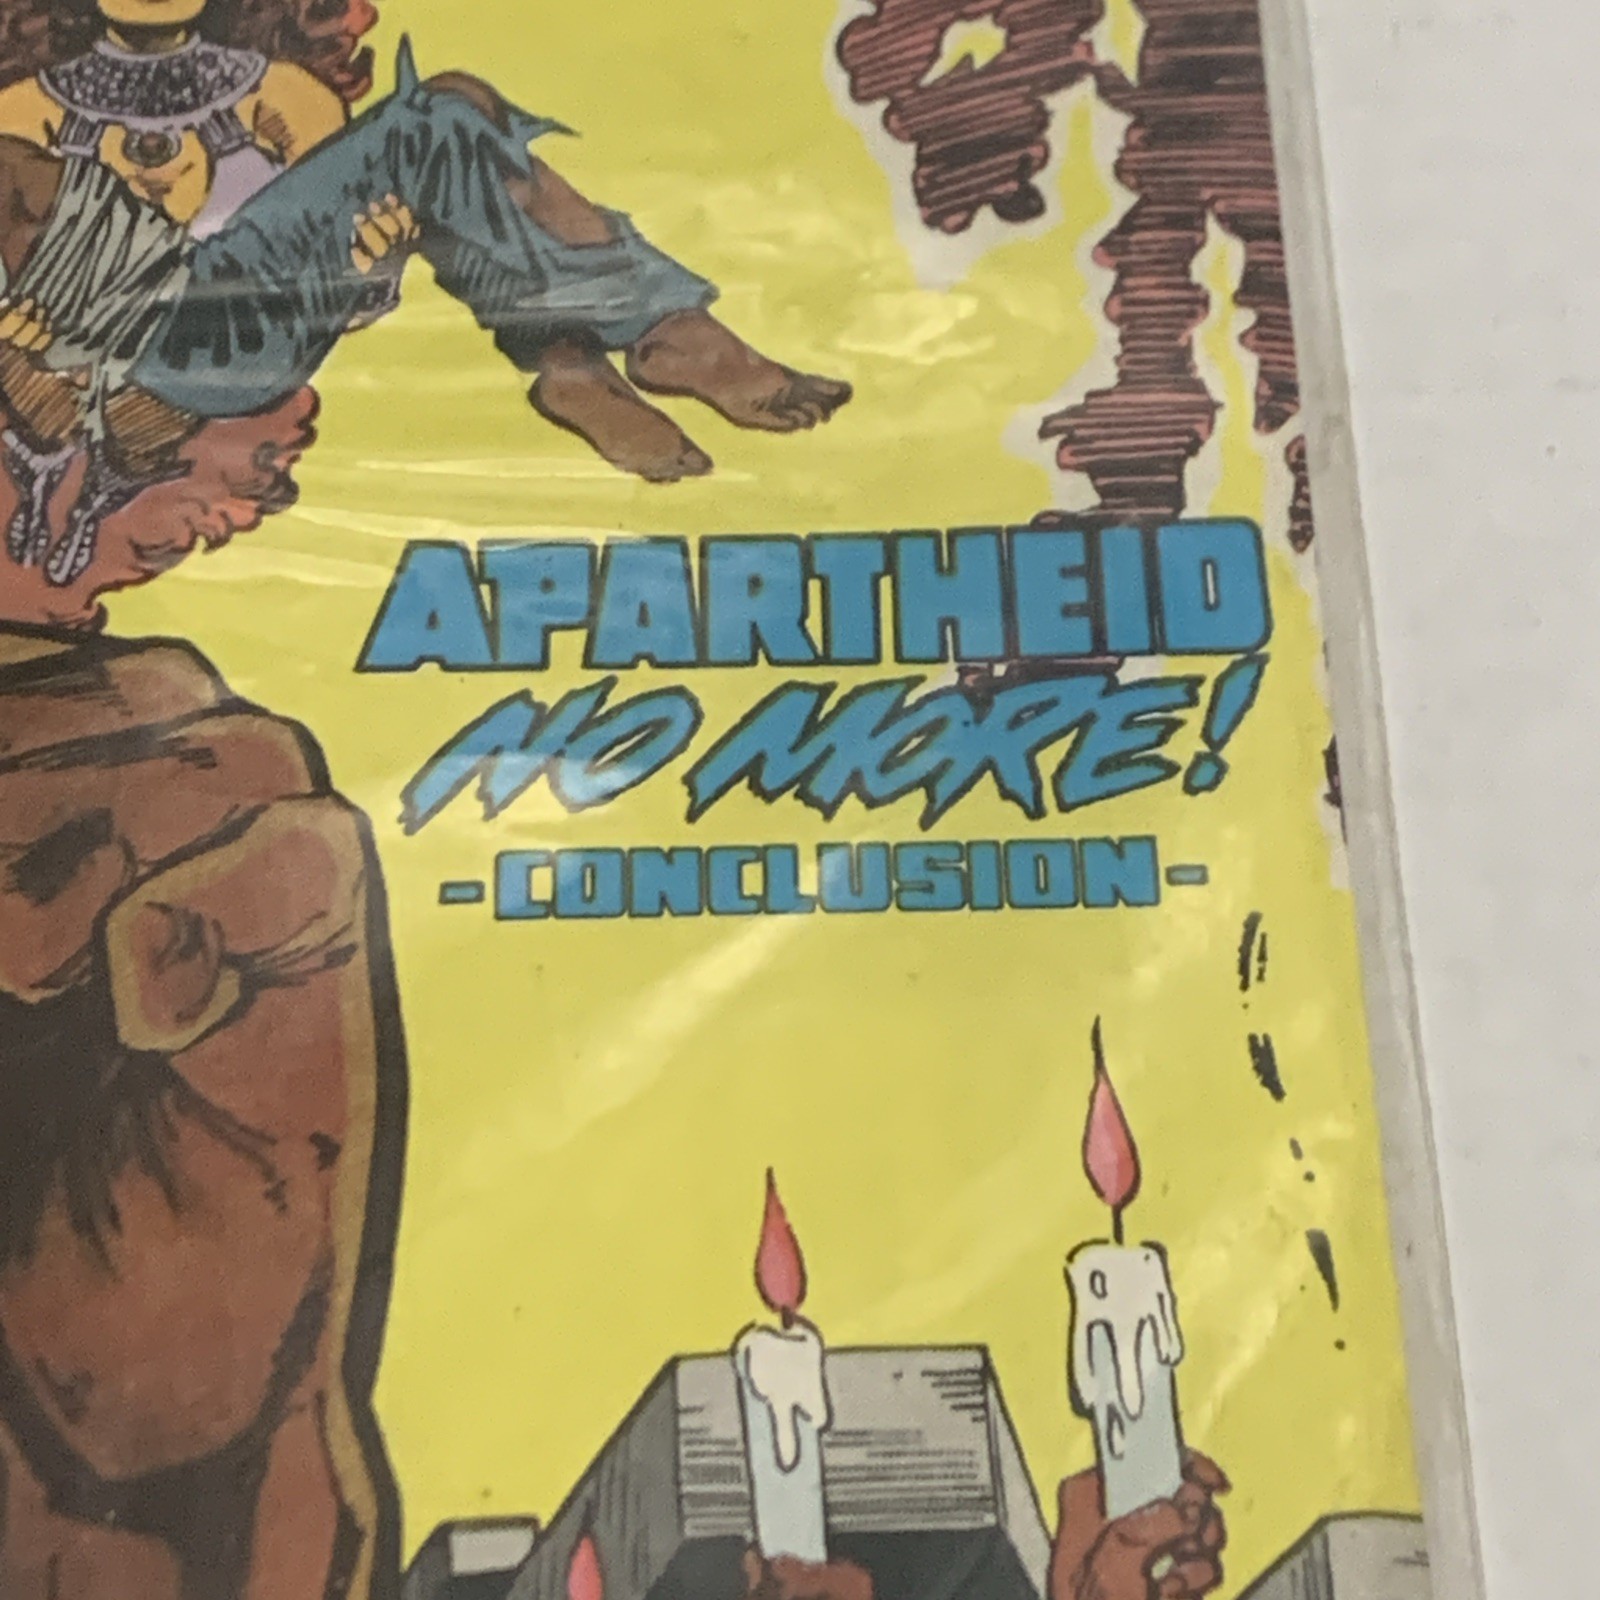 APARTHEID
NO MORE!
-CONCLUSION-